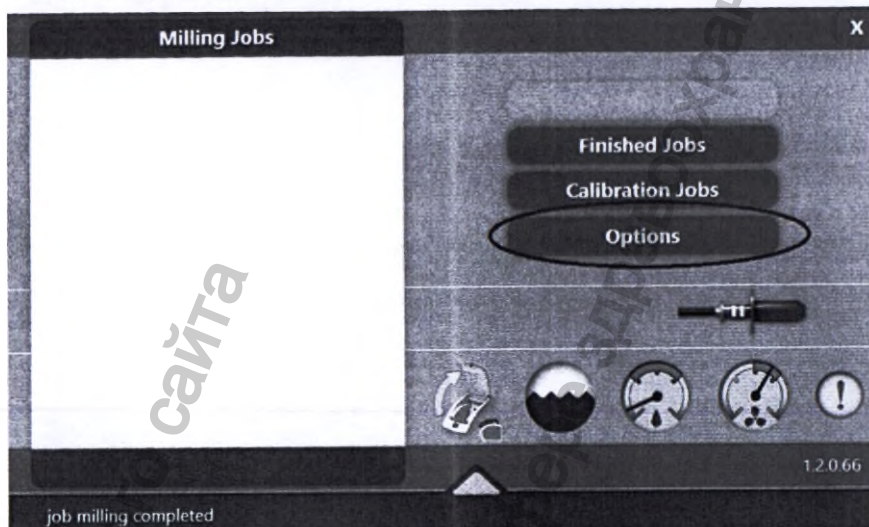 Milling Jobs
X
Finished Jobs
Calibration Jobs
Options
1.2.0.66
job milling completed
сайта